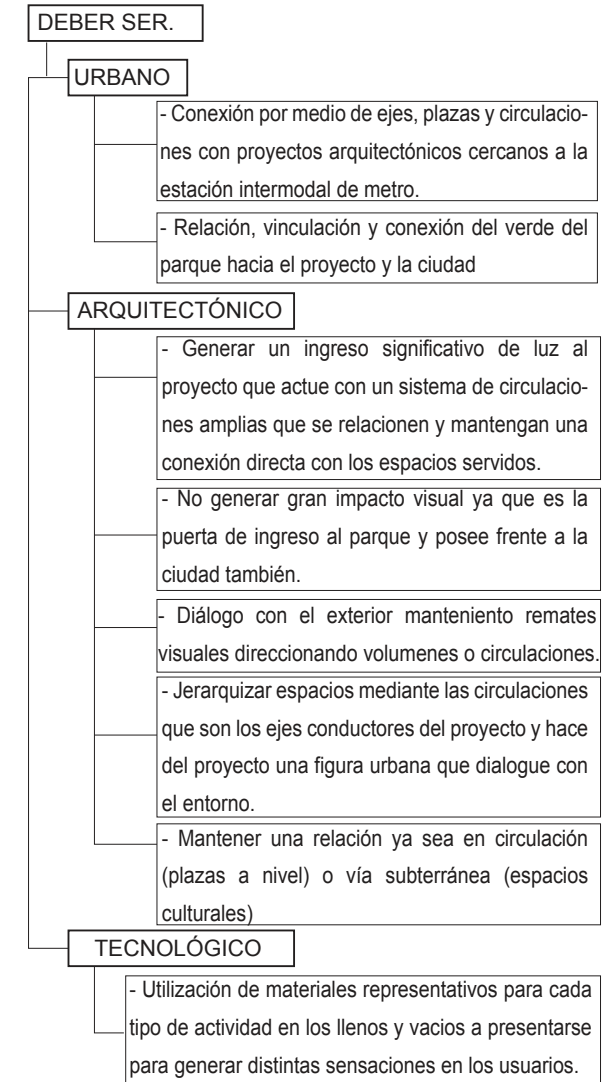 DEBER SER.
URBANO
- Conexión por medio de ejes, plazas y circulacio-
nes con proyectos arquitectónicos cercanos a la
estación intermodal de metro.
- Relación, vinculación y conexión del verde del
parque hacia el proyecto y la ciudad
ARQUITECTÓNICO
- Generar un ingreso significativo de luz al
proyecto que actue con un sistema de circulacio-
nes amplias que se relacionen y mantengan una
conexión directa con los espacios servidos.
- No generar gran impacto visual ya que es la
puerta de ingreso al parque y posee frente a la
ciudad también.
- Diálogo con el exterior manteniento remates
visuales direccionando volumenes o circulaciones.
- Jerarquizar espacios mediante las circulaciones
que son los ejes conductores del proyecto y hace
del proyecto una figura urbana que dialogue con
el entorno.
- Mantener una relación ya sea en circulación
(plazas a nivel) o vía subterránea (espacios
culturales)
TECNOLÓGICO
- Utilización de materiales representativos para cada
tipo de actividad en los llenos y vacios a presentarse
para generar distintas sensaciones en los usuarios.